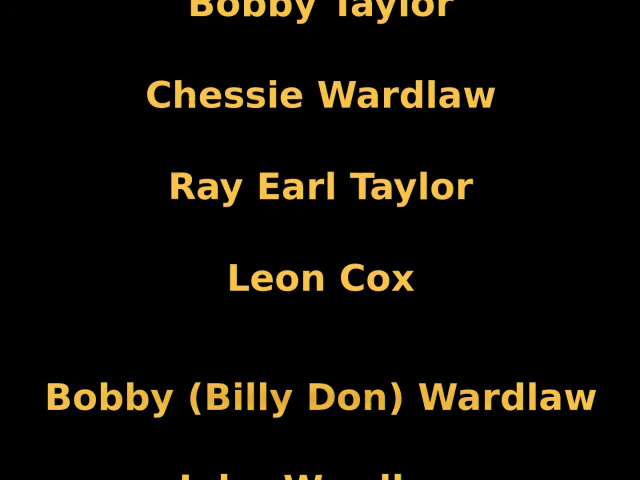 Bobby Taylor
Chessie Wardlaw
Ray Earl Taylor
Leon Cox
Bobby (Billy Don) Wardlaw